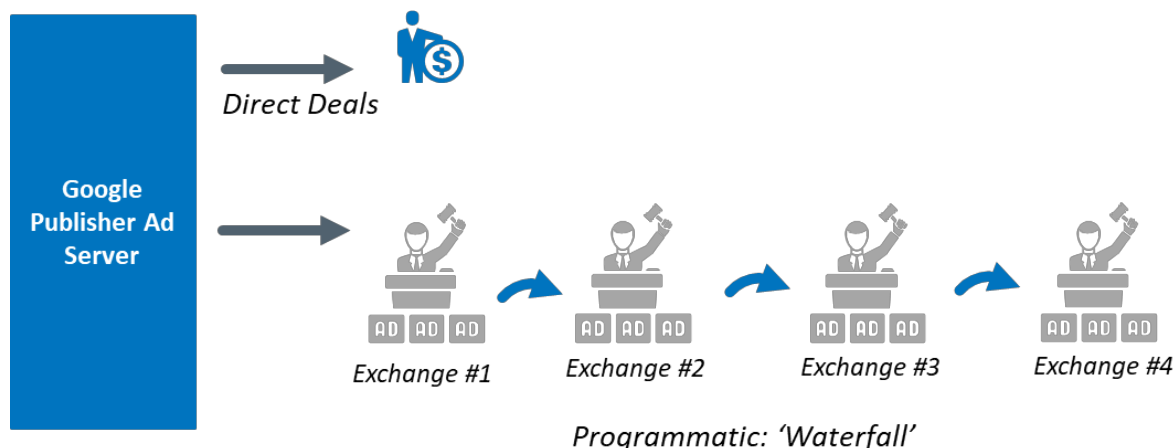 Google
Publisher Ad
Server
$
Direct Deals
AD AD AD
AD AD AD
AD AD AD
AD AD AD
Exchange #1
Exchange #2
Exchange #3
Exchange #4
Programmatic: ‘Waterfall’